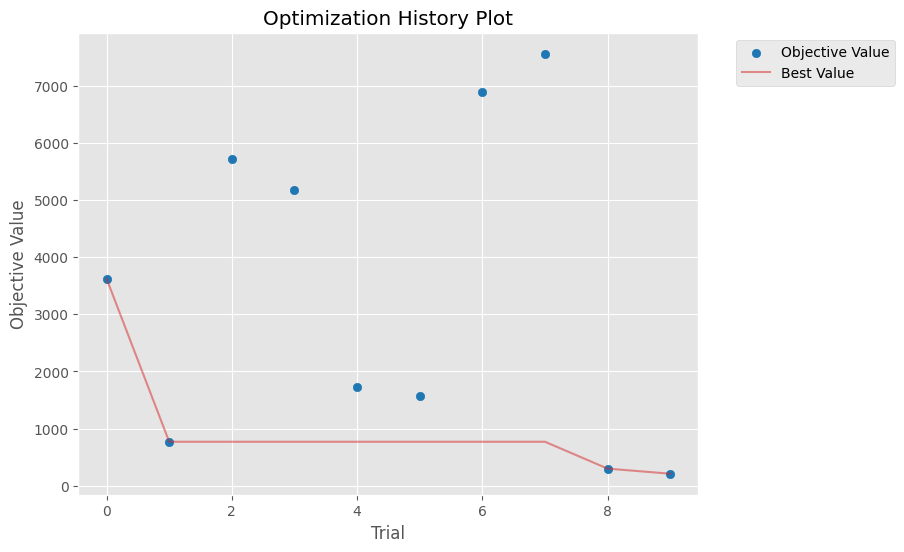 Optimization History Plot
Objective Value
Best Value
7000
6000
5000
4000
3000
2000
1000
0
Objective Value
0 2 4 6 8
Trial